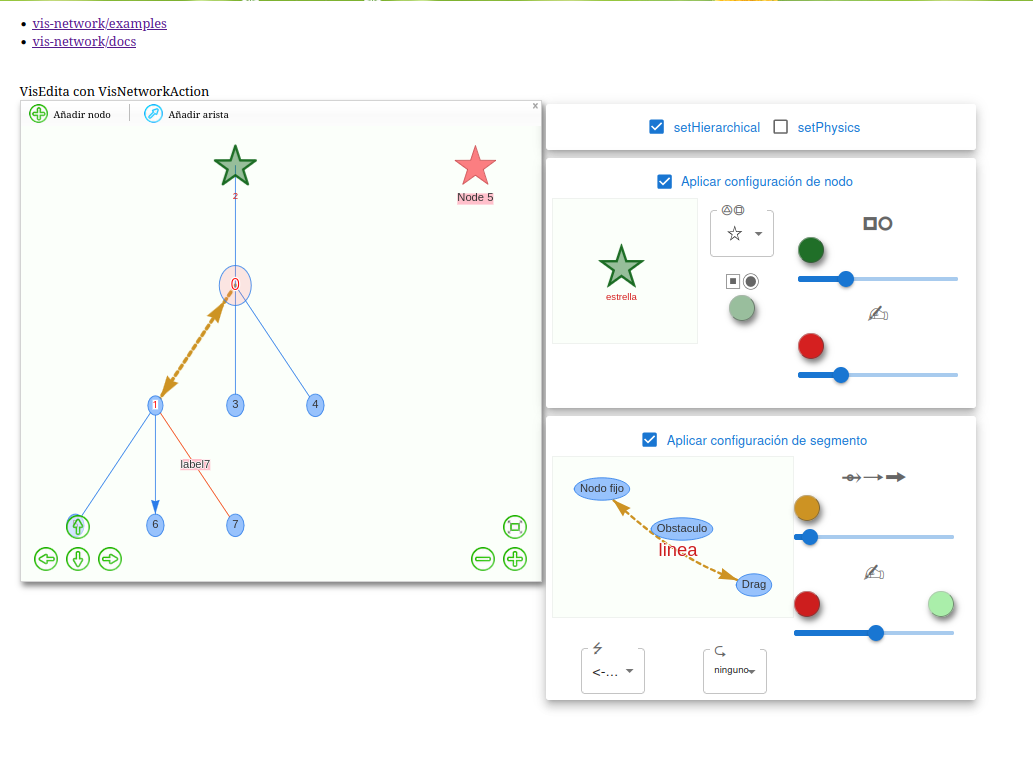 vis-network/examples
vis-network/docs
VisEdita con VisNetworkAction
Añadir nodo
Añadir arista
×
2
Node 5
0
1
3
4
label7
6
7
setHierarchical
setPhysics
Aplicar configuración de nodo
estrella
Aplicar configuración de segmento
Nodo fijo
Obstaculo
linea
Drag
<-...
ninguno